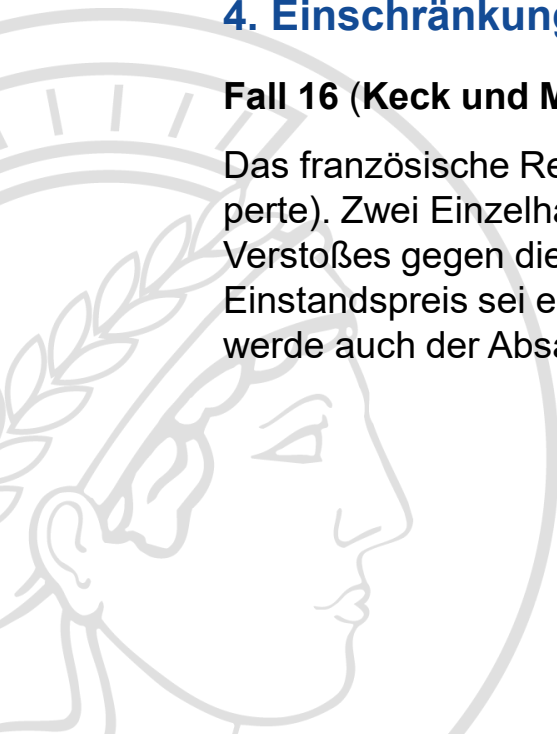 4. Einschränkung
Fall 16 (Keck und M
Das französische Re
perte). Zwei Einzelha
Verstoßes gegen die
Einstandspreis sei e
werde auch der Absa